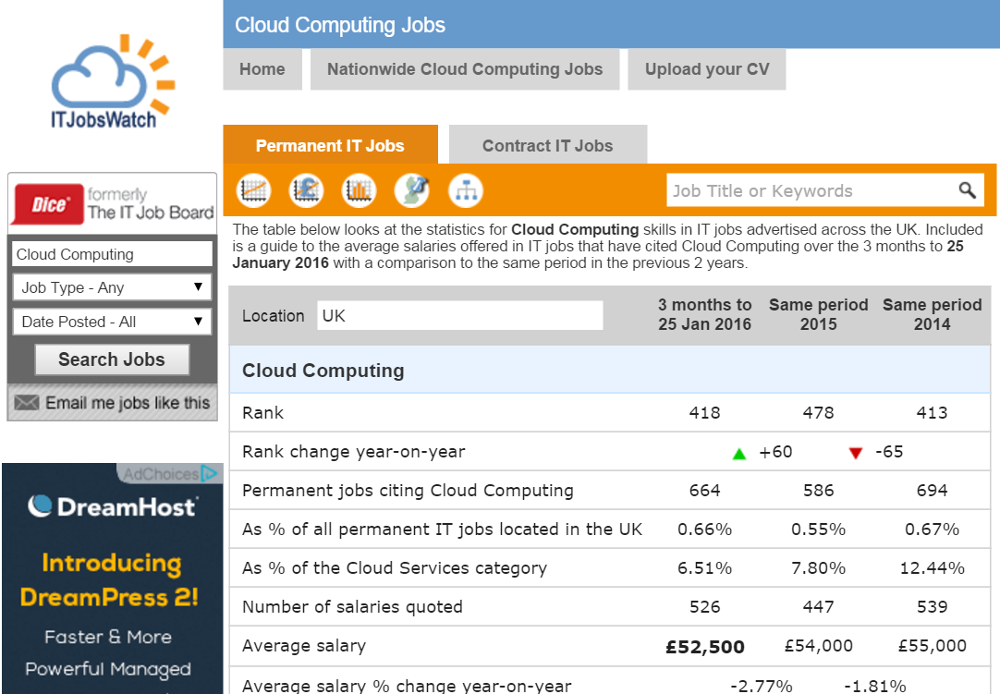 Cloud Computing Jobs
Home Nationwide Cloud Computing Jobs Upload your CV
ITJobsWatch
Permanent IT Jobs Contract IT Jobs
Job Title or Keywords
Dice formerly
The IT Job Board
Cloud Computing
Job Type - Any
Date Posted - All
Search Jobs
Email me jobs like this
AdChoices
DreamHost
Introducing
DreamPress 2!
Faster & More
Powerful Managed
The table below looks at the statistics for Cloud Computing skills in IT jobs advertised across the UK. Included
is a guide to the average salaries offered in IT jobs that have cited Cloud Computing over the 3 months to 25
January 2016 with a comparison to the same period in the previous 2 years.
Location UK 3 months to 25 Jan 2016 Same period 2015 Same period 2014
Cloud Computing
Rank 418 478 413
Rank change year-on-year +60 -65
Permanent jobs citing Cloud Computing 664 586 694
As % of all permanent IT jobs located in the UK 0.66% 0.55% 0.67%
As % of the Cloud Services category 6.51% 7.80% 12.44%
Number of salaries quoted 526 447 539
Average salary £52,500 £54,000 £55,000
Average salary % change year-on-year -2.77% -1.81%